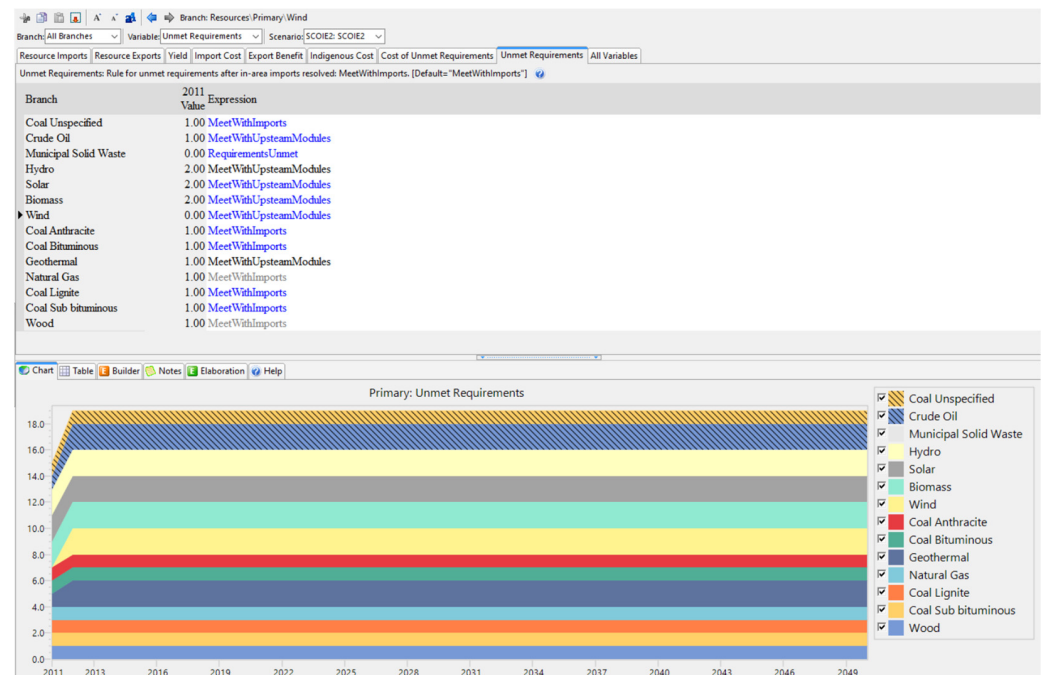 Branch: Resources\Primary\Wind
Branch: All Branches Variable: Unmet Requirements Scenario: SCOIE2: SCOIE2
Resource Imports Resource Exports Yield Import Cost Export Benefit Indigenous Cost Cost of Unmet Requirements Unmet Requirements All Variables
Unmet Requirements: Rule for unmet requirements after in-area imports resolved: MeetWithImports. [Default="MeetWithImports"]
Branch 2011 Value Expression
Coal Unspecified 1.00 MeetWithImports
Crude Oil 1.00 MeetWithUpstreamModules
Municipal Solid Waste 0.00 RequirementsUnmet
Hydro 2.00 MeetWithUpstreamModules
Solar 2.00 MeetWithUpstreamModules
Biomass 2.00 MeetWithUpstreamModules
Wind 0.00 MeetWithUpstreamModules
Coal Anthracite 1.00 MeetWithImports
Coal Bituminous 1.00 MeetWithImports
Geothermal 2.00 MeetWithUpstreamModules
Natural Gas 1.00 MeetWithImports
Coal Lignite 1.00 MeetWithImports
Coal Sub bituminous 1.00 MeetWithImports
Wood 1.00 MeetWithImports
Chart Table Builder Notes Elaboration Help
Primary: Unmet Requirements
18.0
16.0
14.0
12.0
10.0
8.0
6.0
4.0
2.0
0.0
2011 2013 2016 2019 2022 2025 2028 2031 2034 2037 2040 2043 2046 2049
Coal Unspecified
Crude Oil
Municipal Solid Waste
Hydro
Solar
Biomass
Wind
Coal Anthracite
Coal Bituminous
Geothermal
Natural Gas
Coal Lignite
Coal Sub bituminous
Wood